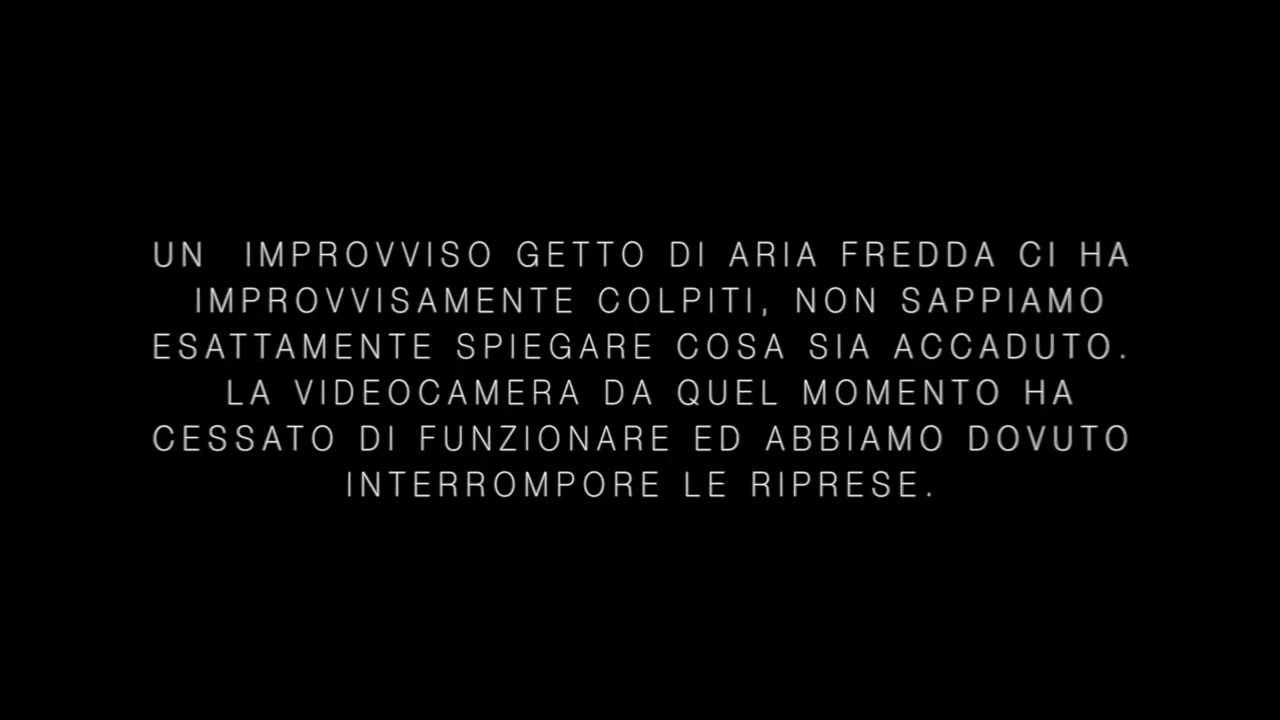 UN  IMPROVVISO GETTO DI ARIA FREDDA CI HA
IMPROVVISAMENTE COLPITI, NON SAPPIAMO
ESATTAMENTE SPIEGARE COSA SIA ACCADUTO.
LA VIDEOCAMERA DA QUEL MOMENTO HA
CESSATO DI FUNZIONARE ED ABBIAMO DOVUTO
INTERROMPORE LE RIPRESE.